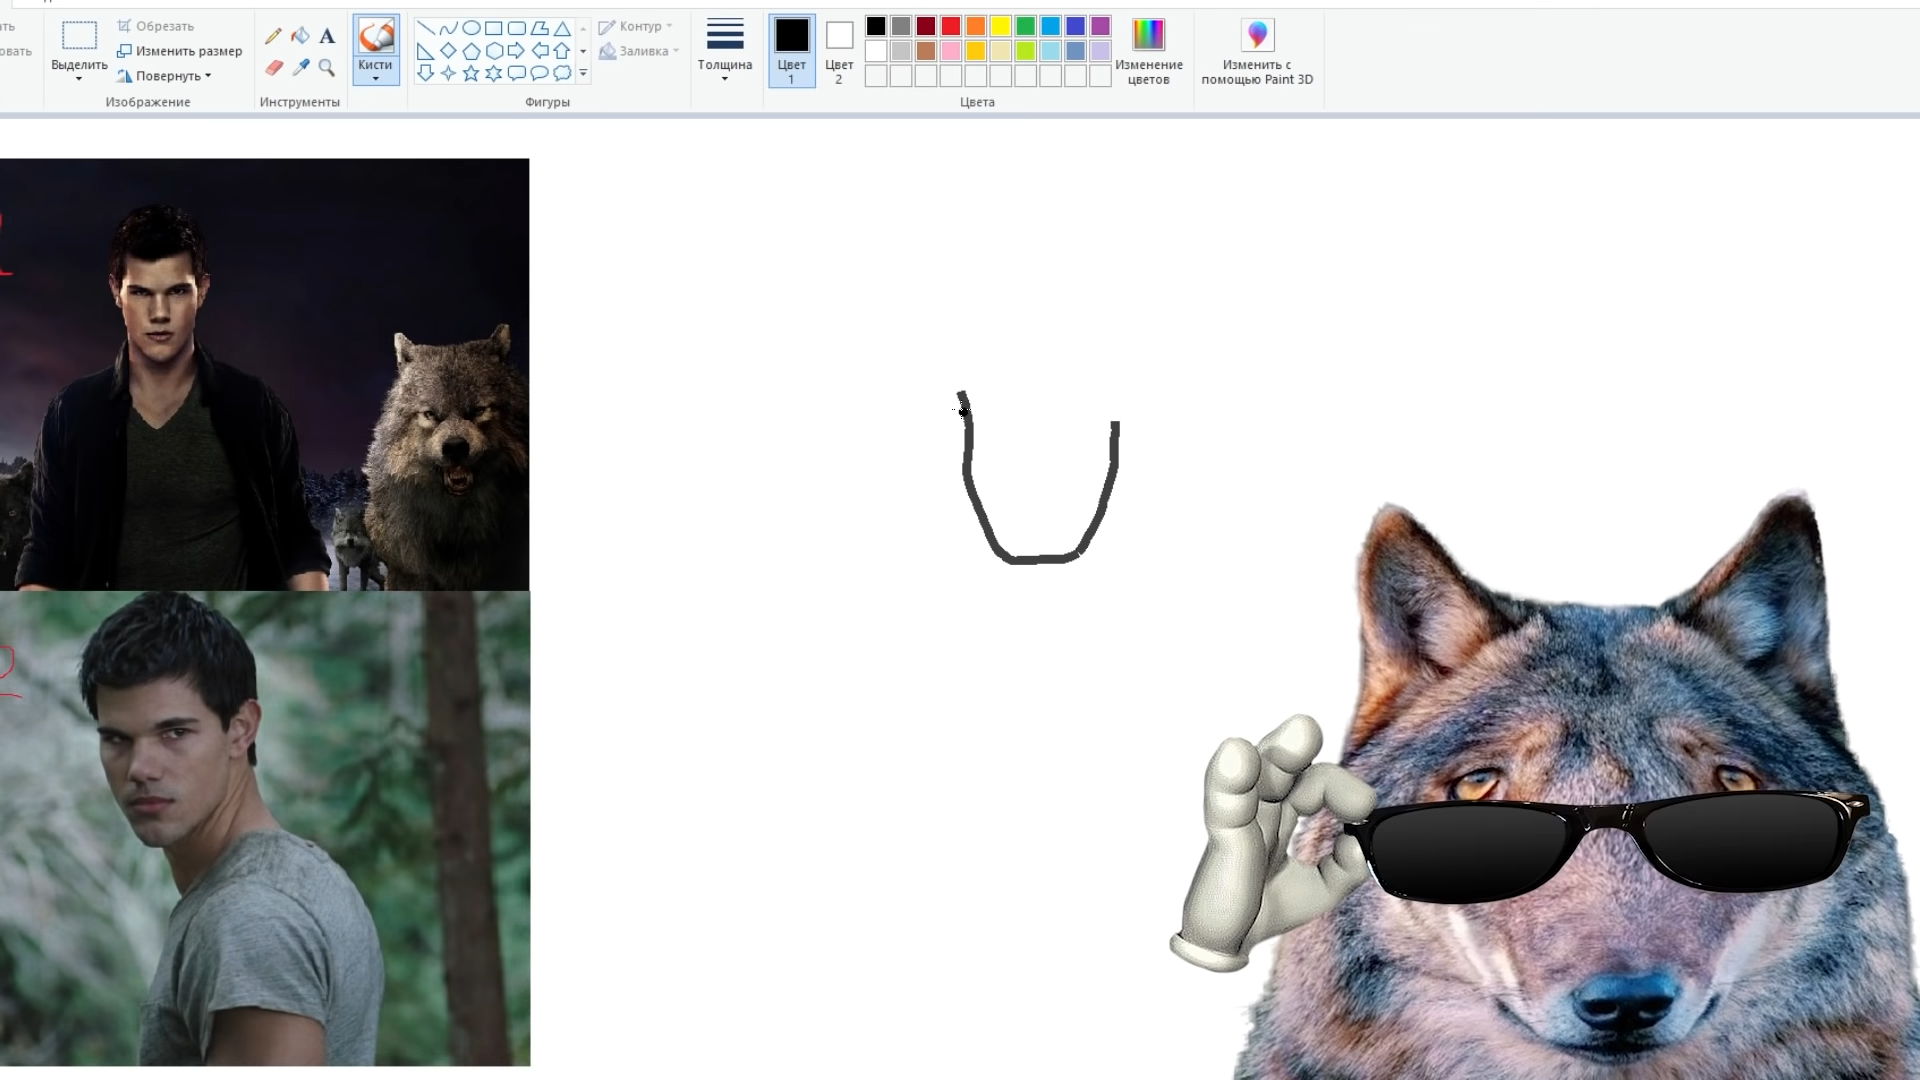 ать
Обрезать
Контур
овать
Изменить размер
Заливка
Выделить
Повернуть
Кисти
Толщина
Цвет
1
Цвет
2
Изменение
цветов
Изменить с
помощью Paint 3D
Изображение
Инструменты
Фигуры
Цвета